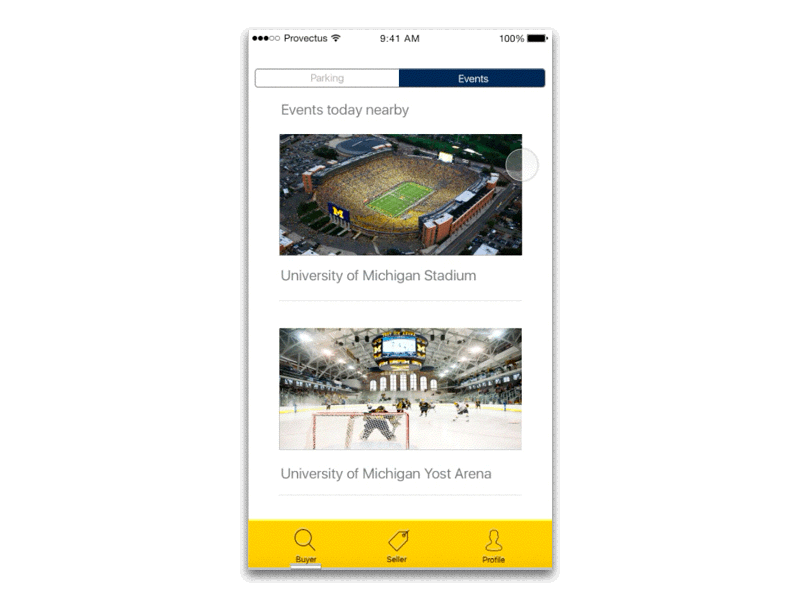 Provectus 9:41 AM 100%
Parking Events
Events today nearby
M
University of Michigan Stadium
M M
University of Michigan Yost Arena
Buyer Seller Profile